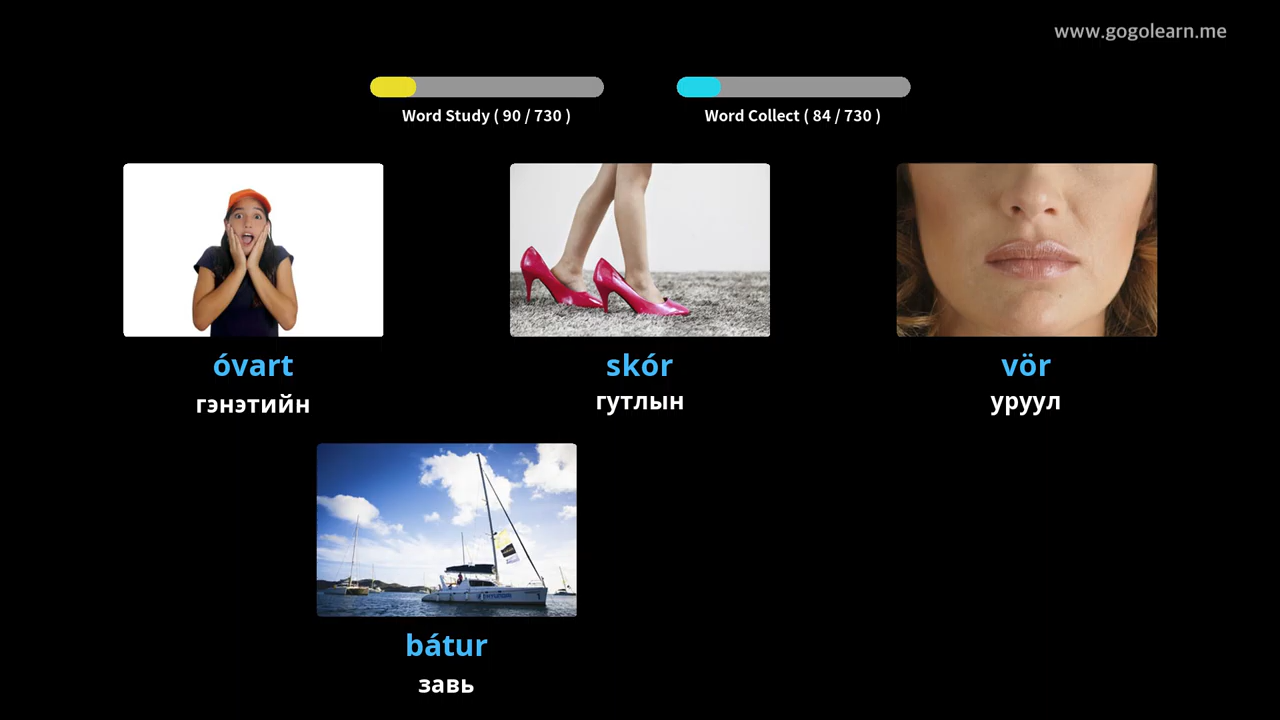 www.gogolearn.me
Word Study ( 90 / 730 )
Word Collect ( 84 / 730 )
óvart
гэнэтийн
skór
гутлын
vör
уруул
bátur
завь